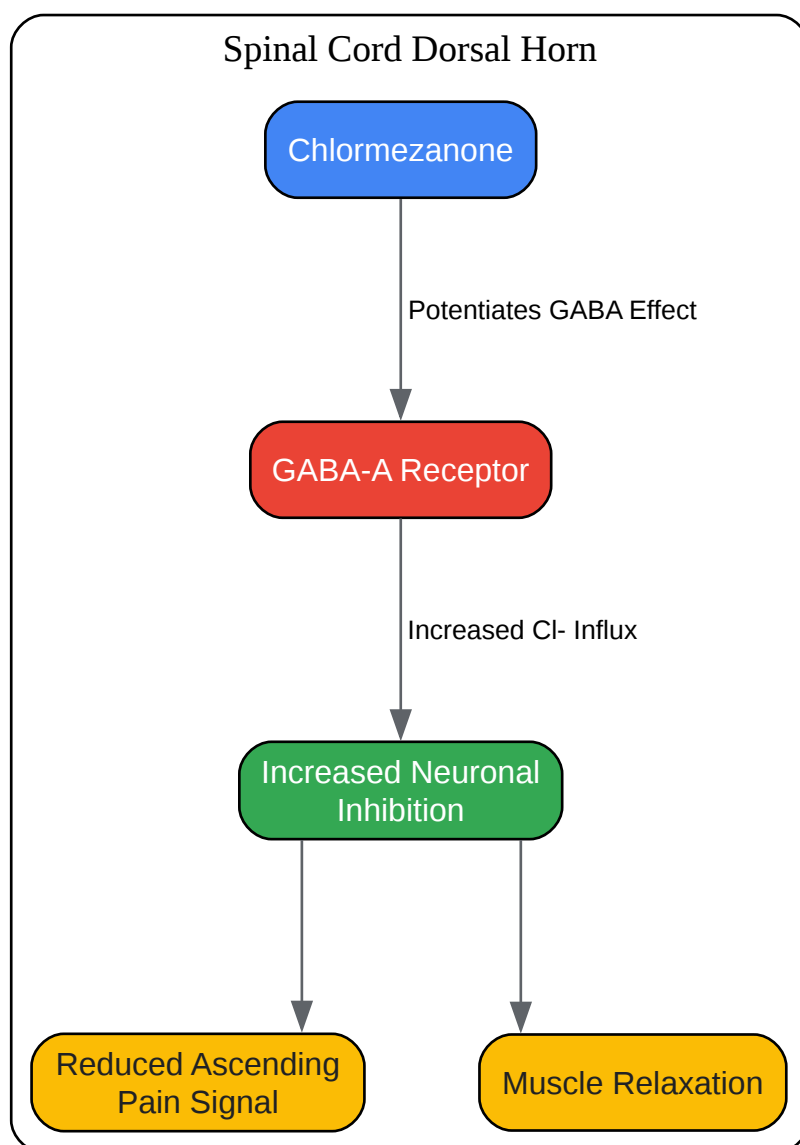 Spinal Cord Dorsal Horn
Chlormezanone
Potentiates GABA Effect
GABA-A Receptor
Increased Cl- Influx
Increased Neuronal
Inhibition
Reduced Ascending
Pain Signal
Muscle Relaxation